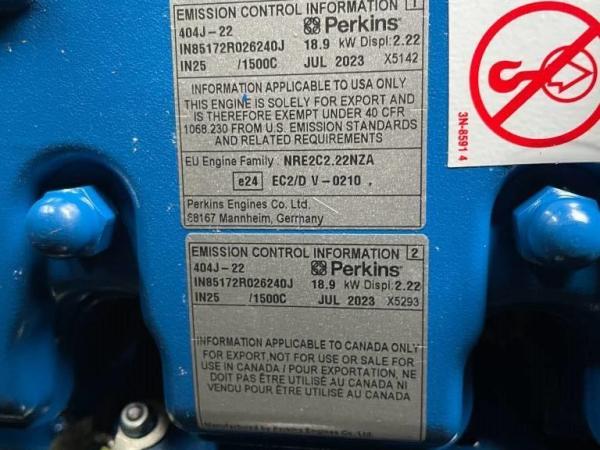 EMISSION CONTROL INFORMATION 1
404J-22 Perkins
IN85172R026240J 18.9 kW Displ:2.22
IN25 /1500C JUL 2023 X5142
INFORMATION APPLICABLE TO USA ONLY
THIS ENGINE IS SOLELY FOR EXPORT AND
IS THEREFORE EXEMPT UNDER 40 CFR
1068.230 FROM U.S. EMISSION STANDARDS
AND RELATED REQUIREMENTS
EU Engine Family : NRE2C2.22NZA
e24 EC2/D V-0210 ,
Perkins Engines Co. Ltd.
68167 Mannheim, Germany
3N-8591 4
EMISSION CONTROL INFORMATION 2
404J-22 Perkins
IN85172R026240J 18.9 kW Displ:2.22
IN25 /1500C JUL 2023 X5293
INFORMATION APPLICABLE TO CANADA ONLY
FOR EXPORT,NOT FOR USE OR SALE FOR
USE IN CANADA / POUR EXPORTATION, NE
DOIT PAS ÊTRE UTILISÉ AU CANADA NI
VENDU POUR ÊTRE UTILISÉ AU CANADA
Manufactured by Perkins Engines Co. Ltd.